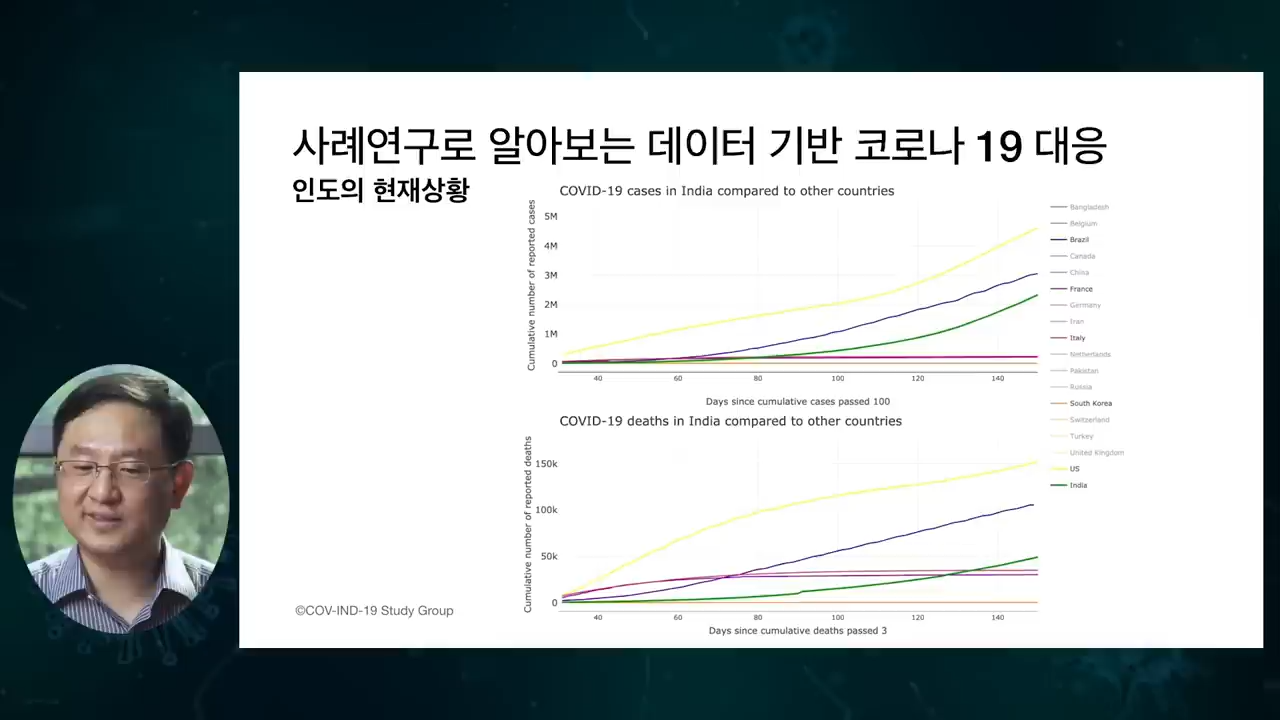 사례연구로 알아보는 데이터 기반 코로나 19 대응
인도의 현재상황
COVID-19 cases in India compared to other countries
Cumulative number of reported cases
5M
4M
3M
2M
1M
0
40 60 80 100 120 140
Days since cumulative cases passed 100
COVID-19 deaths in India compared to other countries
Cumulative number of reported deaths
150k
100k
50k
0
40 60 80 100 120 140
Days since cumulative deaths passed 3
Bangladesh
Belgium
Brazil
Canada
China
France
Germany
Iran
Italy
Netherlands
Pakistan
Russia
South Korea
Switzerland
Turkey
United Kingdom
US
India
©COV-IND-19 Study Group